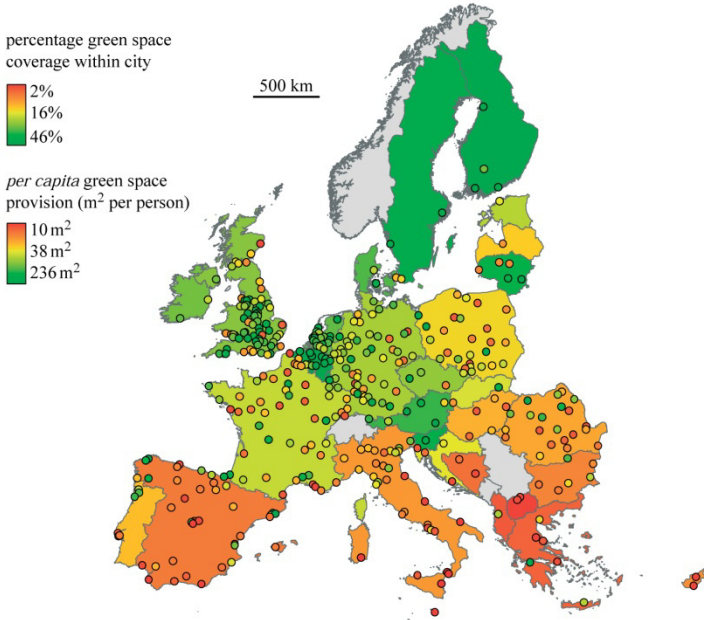 percentage green space
coverage within city
2%
16%
46%
500 km
per capita green space
provision (m² per person)
10 m²
38 m²
236 m²